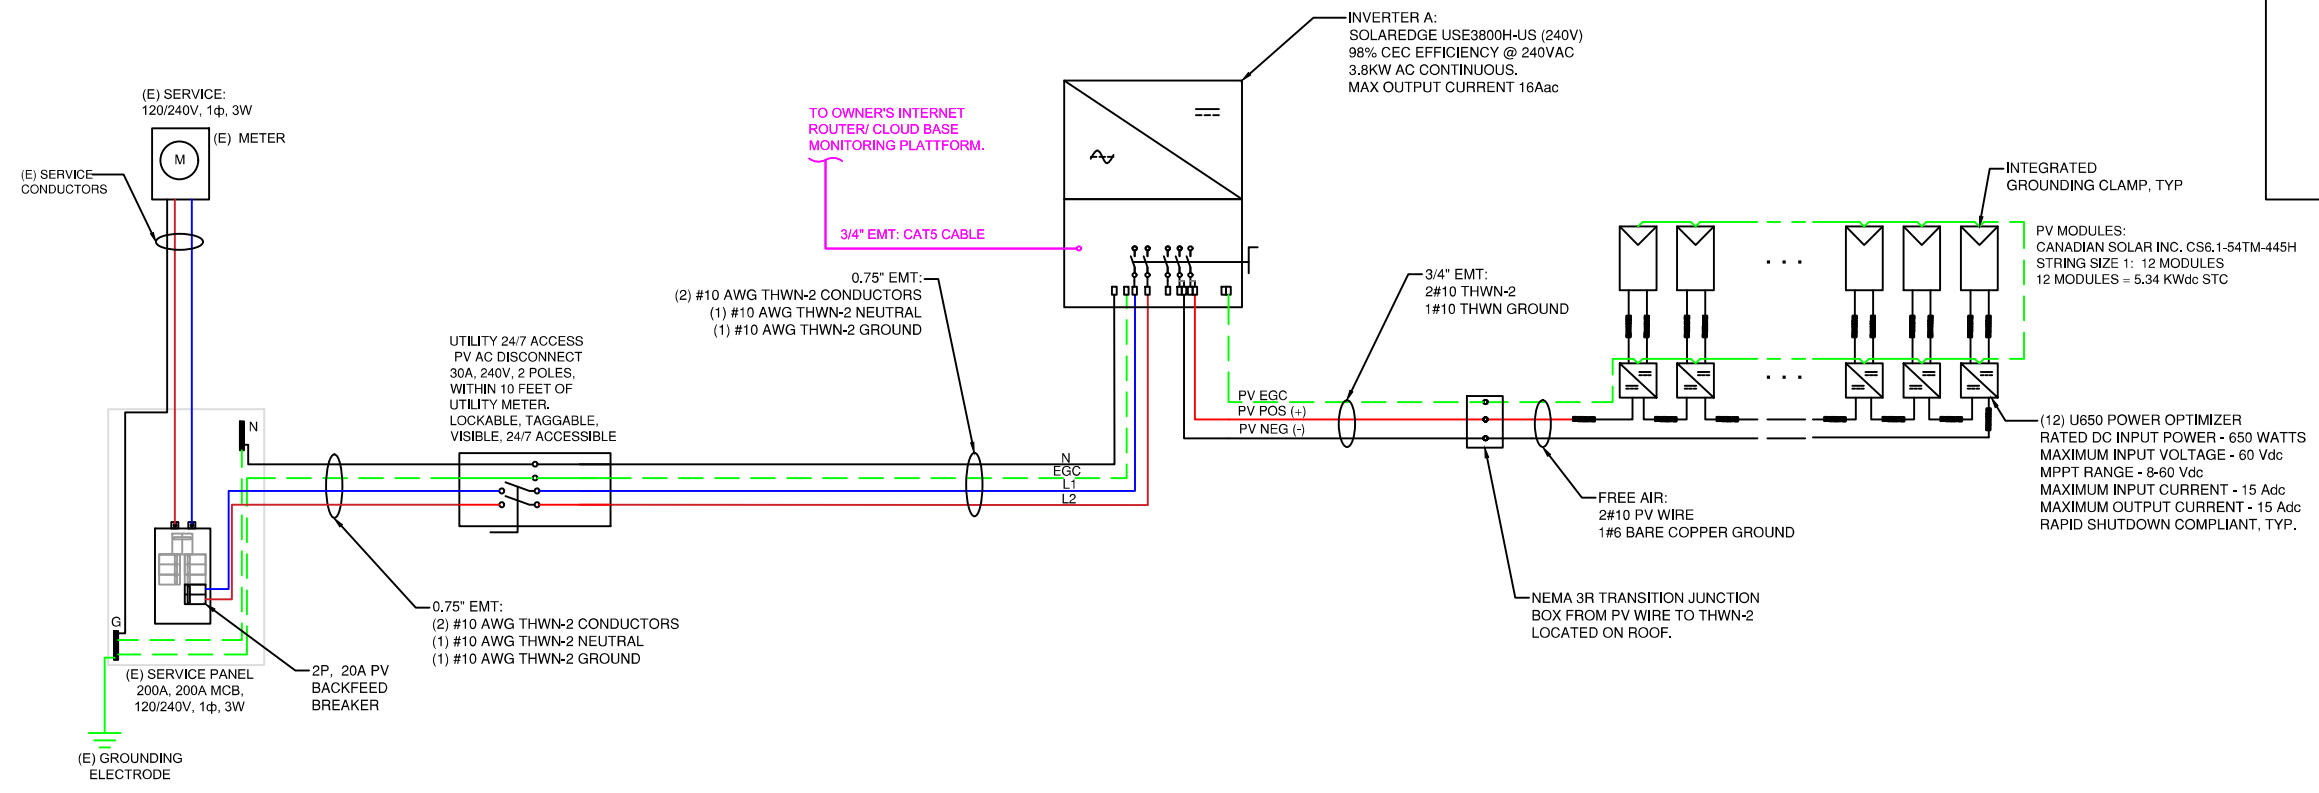 (E) SERVICE:
120/240V, 1ф, 3W
(E) METER
M
(E) SERVICE
CONDUCTORS
N
G
(E) SERVICE PANEL
200A, 200A MCB,
120/240V, 1ф, 3W
(E) GROUNDING
ELECTRODE
2P, 20A PV
BACKFEED
BREAKER
0.75" EMT:
(2) #10 AWG THWN-2 CONDUCTORS
(1) #10 AWG THWN-2 NEUTRAL
(1) #10 AWG THWN-2 GROUND
UTILITY 24/7 ACCESS
PV AC DISCONNECT
30A, 240V, 2 POLES,
WITHIN 10 FEET OF
UTILITY METER.
LOCKABLE, TAGGABLE,
VISIBLE, 24/7 ACCESSIBLE
0.75" EMT:
(2) #10 AWG THWN-2 CONDUCTORS
(1) #10 AWG THWN-2 NEUTRAL
(1) #10 AWG THWN-2 GROUND
TO OWNER'S INTERNET
ROUTER/ CLOUD BASE
MONITORING PLATTFORM.
3/4" EMT: CAT5 CABLE
N
EGC
L1
L2
INVERTER A:
SOLAREDGE USE3800H-US (240V)
98% CEC EFFICIENCY @ 240VAC
3.8KW AC CONTINUOUS.
MAX OUTPUT CURRENT 16Aac
3/4" EMT:
2#10 THWN-2
1#10 THWN GROUND
PV EGC
PV POS (+)
PV NEG (-)
FREE AIR:
2#10 PV WIRE
1#6 BARE COPPER GROUND
NEMA 3R TRANSITION JUNCTION
BOX FROM PV WIRE TO THWN-2
LOCATED ON ROOF.
INTEGRATED
GROUNDING CLAMP, TYP
PV MODULES:
CANADIAN SOLAR INC. CS6.1-54TM-445H
STRING SIZE 1: 12 MODULES
12 MODULES = 5.34 KWdc STC
(12) U650 POWER OPTIMIZER
RATED DC INPUT POWER - 650 WATTS
MAXIMUM INPUT VOLTAGE - 60 Vdc
MPPT RANGE - 8-60 Vdc
MAXIMUM INPUT CURRENT - 15 Adc
MAXIMUM OUTPUT CURRENT - 15 Adc
RAPID SHUTDOWN COMPLIANT, TYP.